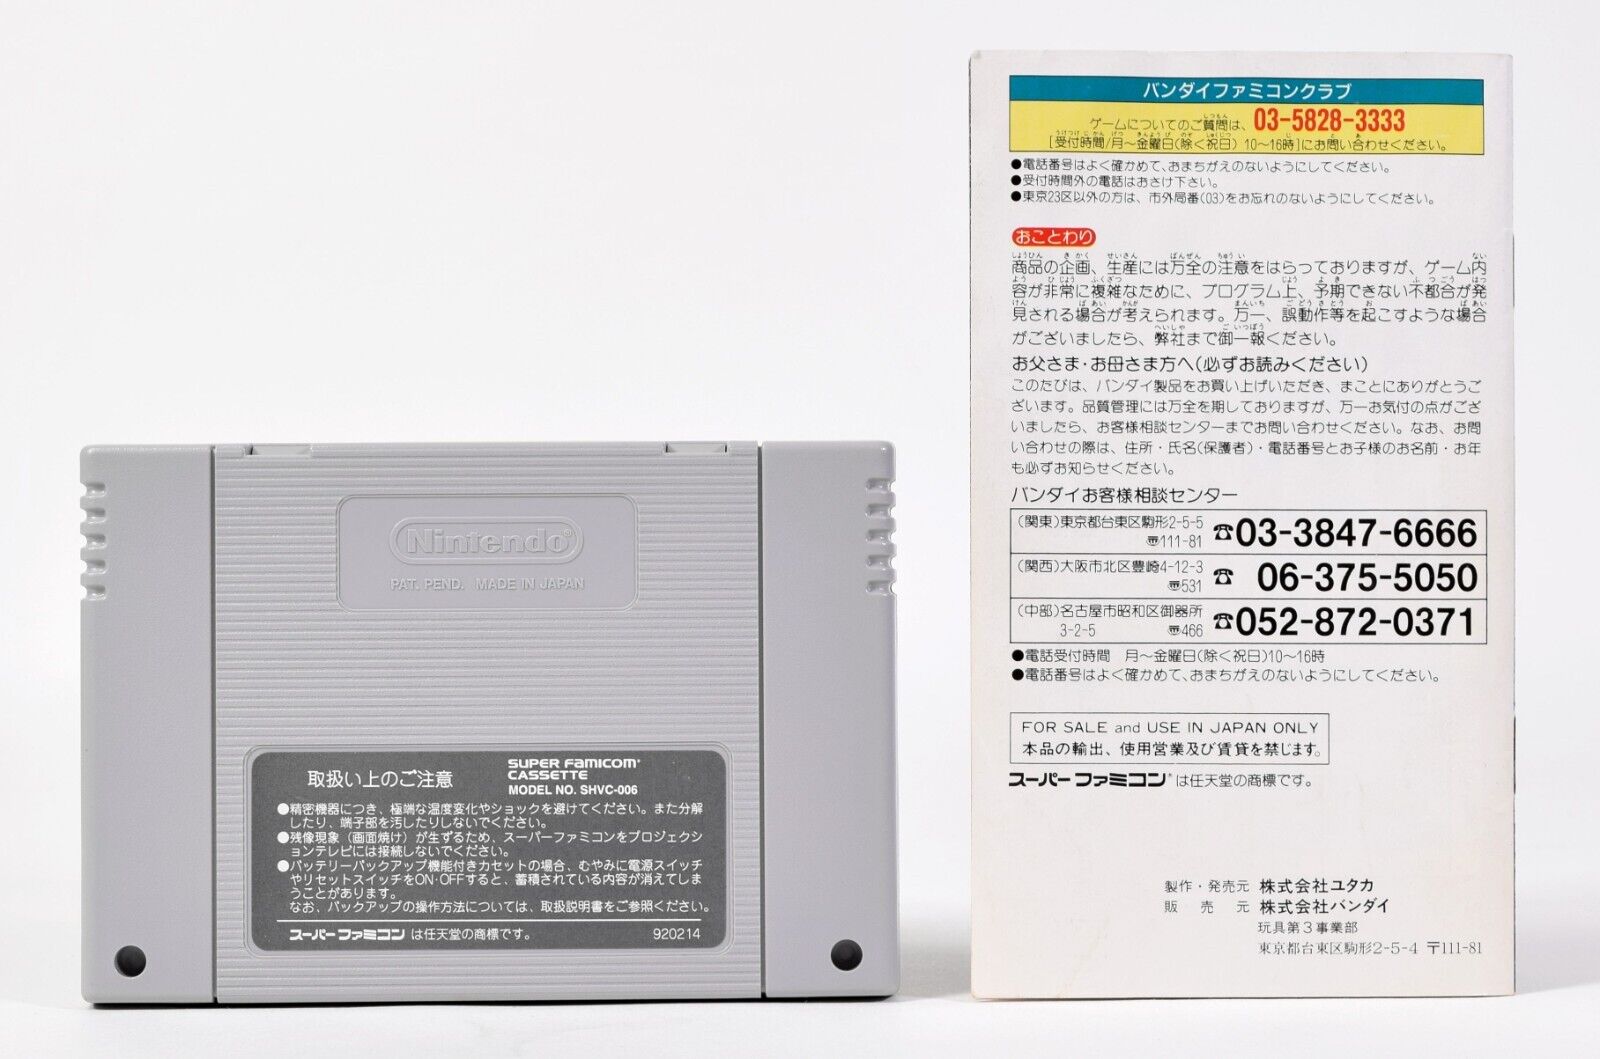 Nintendo®
PAT. PEND. MADE IN JAPAN
取扱い上のご注意
SUPER FAMICOM®
CASSETTE
MODEL NO. SHVC-006
●精密機器につき、極端な温度変化やショックを避けてください。また分解
したり、端子部を汚したりしないでください。
●残像現象（画面焼け）が生ずるため、スーパーファミコンをプロジェクシ
ョンテレビには接続しないでください。
●バッテリーバックアップ機能付きカセットの場合、むやみに電源スイッチ
やリセットスイッチをON・OFFすると、蓄積されている内容が消えてしま
うことがあります。
なお、バックアップの操作方法については、取扱説明書をご参照ください。
スーパーファミコン は任天堂の商標です。
920214
バンダイファミコンクラブ
ゲームについてのご質問は、03-5828-3333
[受付時間/月〜金曜日(除く祝日) 10〜16時]にお問い合わせください。
●電話番号はよく確かめて、おまちがえのないようにしてください。
●受付時間外の電話はおさけ下さい。
●東京23区以外の方は、市外局番(03)をお忘れのないようにしてください。
おことわり
商品の企画、生産には万全の注意をはらっておりますが、ゲーム内
容が非常に複雑なために、プログラム上、予期できない不都合が発
見される場合が考えられます。万一、誤動作等を起こすような場合
がございましたら、弊社まで御一報ください。
お父さま・お母さま方へ(必ずお読みください)
このたびは、バンダイ製品をお買い上げいただき、まことにありがとうご
ざいます。品質管理には万全を期しておりますが、万一お気付の点がござ
いましたら、お客様相談センターまでお問い合わせください。なお、お問
い合わせの際は、住所・氏名(保護者)・電話番号とお子様のお名前・お年
も必ずお知らせください。
バンダイお客様相談センター
(関東)東京都台東区駒形2-5-5
〠111-81
☎03-3847-6666
(関西)大阪市北区豊崎4-12-3
〠531
☎ 06-375-5050
(中部)名古屋市昭和区御器所
3-2-5 〠466
☎052-872-0371
●電話受付時間 月〜金曜日(除く祝日)10〜16時
●電話番号はよく確かめて、おまちがえのないようにしてください。
FOR SALE and USE IN JAPAN ONLY
本品の輸出、使用営業及び賃貸を禁じます。
スーパーファミコン®は任天堂の商標です。
製作・発売元 株式会社ユタカ
販売元 株式会社バンダイ
玩具第3事業部
東京都台東区駒形2-5-4 〒111-81